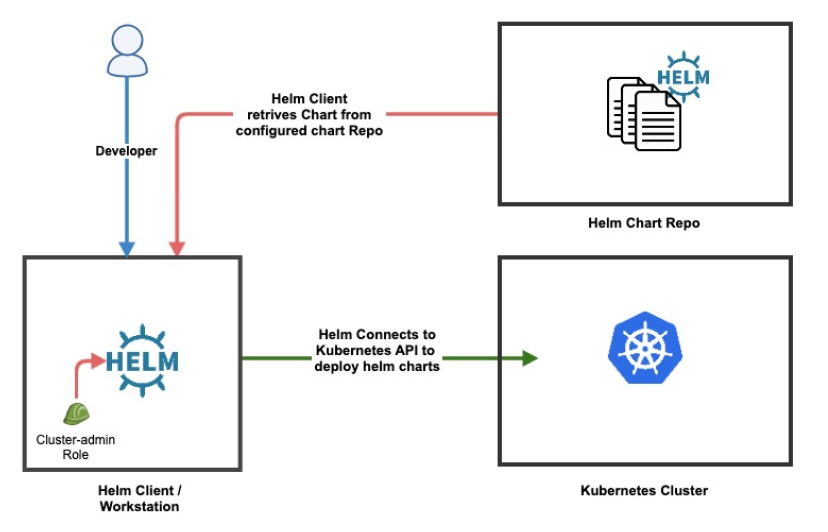 HELM
Helm Client
retrives Chart from
configured chart Repo
Developer
Helm Chart Repo
HELM
Cluster-admin
Role
Helm Connects to
Kubernetes API to
deploy helm charts
Helm Client /
Workstation
Kubernetes Cluster